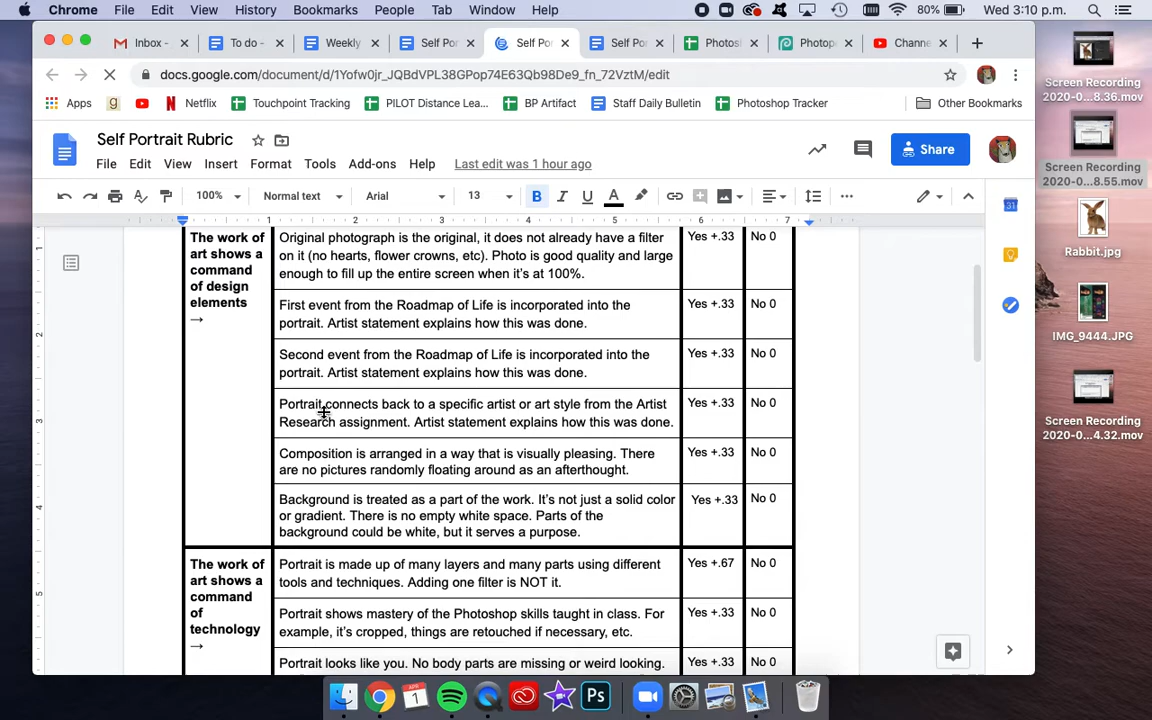 Chrome File Edit View History Bookmarks People Tab Window Help 80% Wed 3:10 p.m.
Inbox - To do - Weekly Self Por Self Por Self Por Photosh Photope Channe
docs.google.com/document/d/1Yofw0jr_JQBdVPL38GPop74E63Qb98De9_fn_72VztM/edit
Apps Netflix Touchpoint Tracking PILOT Distance Lea... BP Artifact Staff Daily Bulletin Photoshop Tracker Other Bookmarks
Self Portrait Rubric
File Edit View Insert Format Tools Add-ons Help Last edit was 1 hour ago
Share
100% Normal text Arial 13 B I U A
1 2 3 4 5 6 7
The work of art shows a command of design elements →
Original photograph is the original, it does not already have a filter
on it (no hearts, flower crowns, etc). Photo is good quality and large
enough to fill up the entire screen when it's at 100%.
Yes +.33 No 0
First event from the Roadmap of Life is incorporated into the
portrait. Artist statement explains how this was done.
Yes +.33 No 0
Second event from the Roadmap of Life is incorporated into the
portrait. Artist statement explains how this was done.
Yes +.33 No 0
Portrait connects back to a specific artist or art style from the Artist
Research assignment. Artist statement explains how this was done.
Yes +.33 No 0
Composition is arranged in a way that is visually pleasing. There
are no pictures randomly floating around as an afterthought.
Yes +.33 No 0
Background is treated as a part of the work. It's not just a solid color
or gradient. There is no empty white space. Parts of the
background could be white, but it serves a purpose.
Yes +.33 No 0
The work of art shows a command of technology →
Portrait is made up of many layers and many parts using different
tools and techniques. Adding one filter is NOT it.
Yes +.67 No 0
Portrait shows mastery of the Photoshop skills taught in class. For
example, it's cropped, things are retouched if necessary, etc.
Yes +.33 No 0
Portrait looks like you. No body parts are missing or weird looking.
Yes +.33 No 0
Screen Recording
2020-0...8.36.mov
Screen Recording
2020-0...8.55.mov
Rabbit.jpg
IMG_9444.JPG
Screen Recording
2020-0...4.32.mov